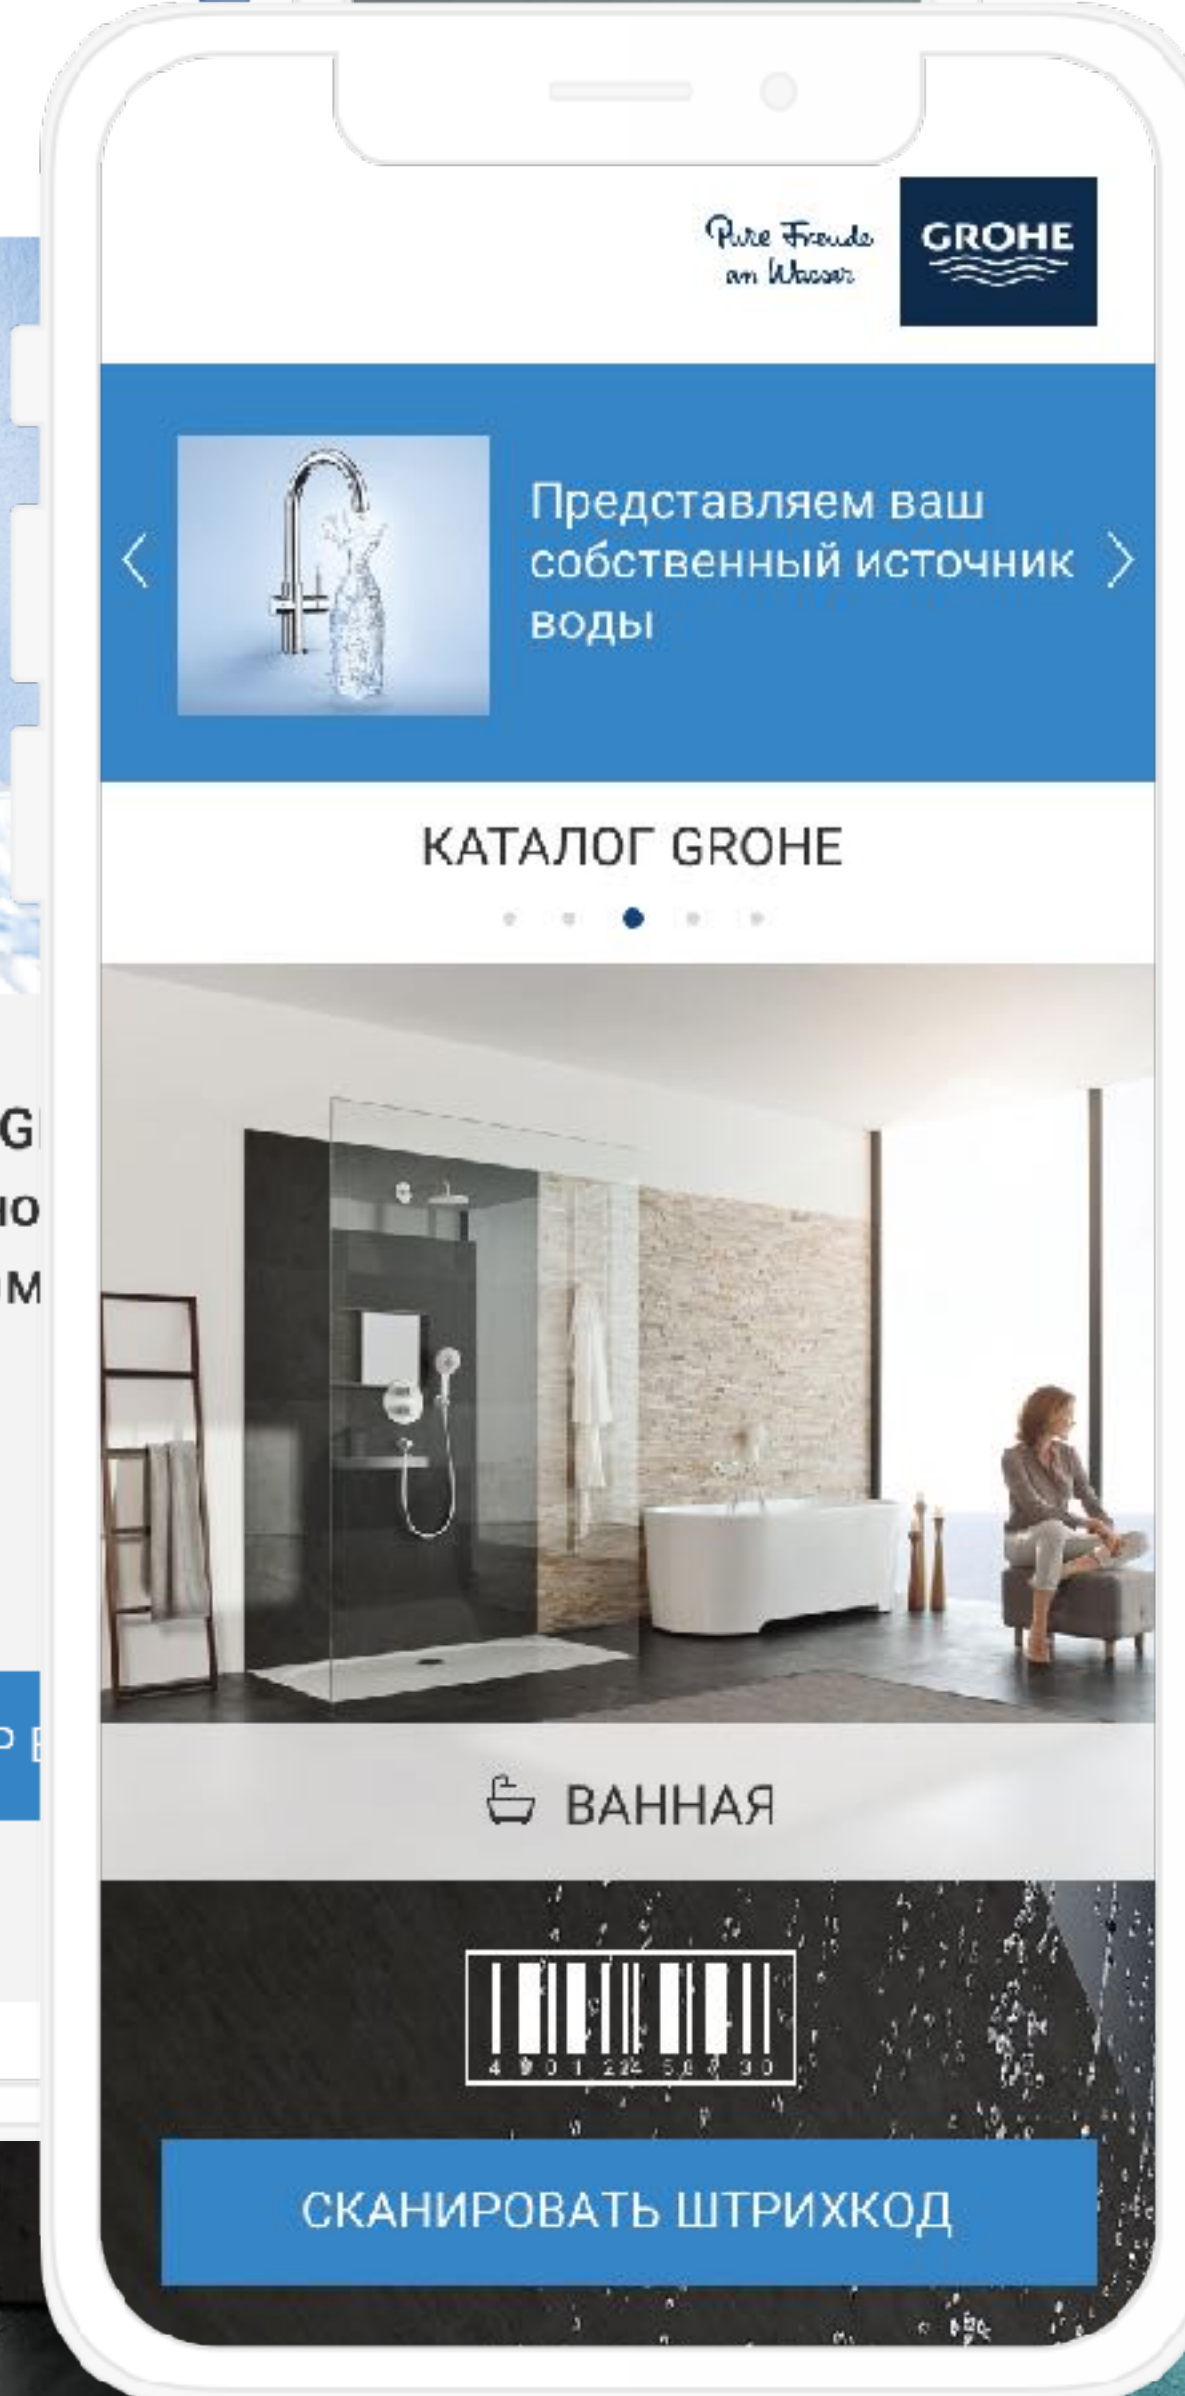 Pure Freude
an Wasser
GROHE
Представляем ваш
собственный источник
воды
КАТАЛОГ GROHE
ВАННАЯ
СКАНИРОВАТЬ ШТРИХКОД